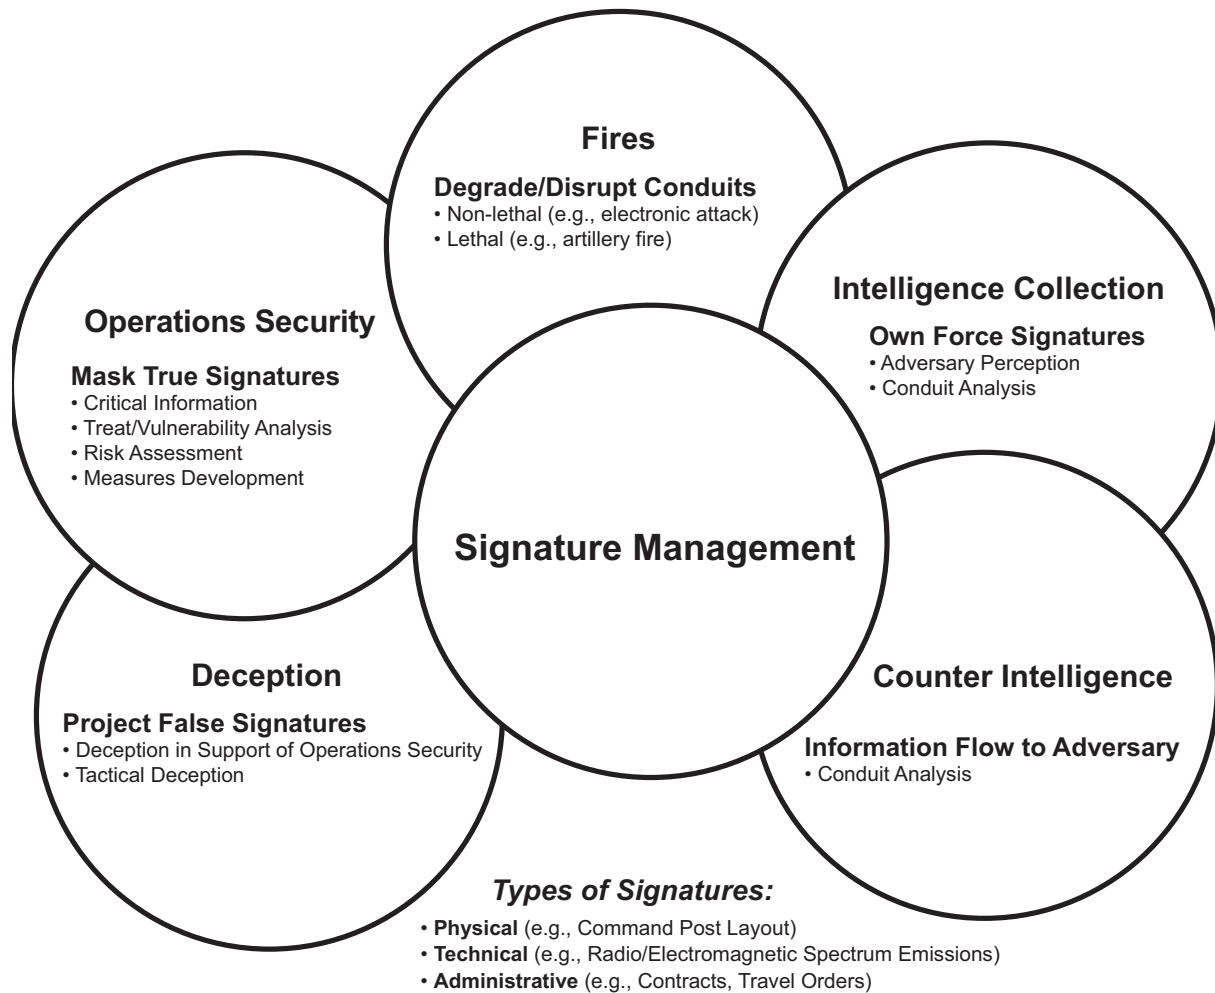 Fires
Degrade/Disrupt Conduits
• Non-lethal (e.g., electronic attack)
• Lethal (e.g., artillery fire)
Intelligence Collection
Own Force Signatures
• Adversary Perception
• Conduit Analysis
Operations Security
Mask True Signatures
• Critical Information
• Treat/Vulnerability Analysis
• Risk Assessment
• Measures Development
Signature Management
Deception
Project False Signatures
• Deception in Support of Operations Security
• Tactical Deception
Counter Intelligence
Information Flow to Adversary
• Conduit Analysis
Types of Signatures:
• Physical (e.g., Command Post Layout)
• Technical (e.g., Radio/Electromagnetic Spectrum Emissions)
• Administrative (e.g., Contracts, Travel Orders)